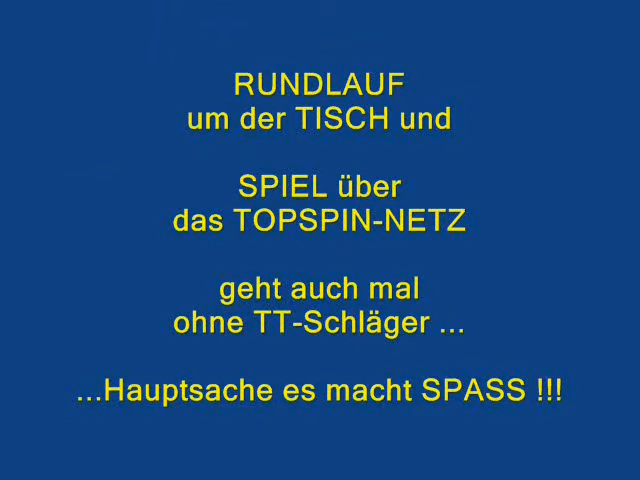 RUNDLAUF
um der TISCH und
SPIEL über
das TOPSPIN-NETZ
geht auch mal
ohne TT-Schläger ...
...Hauptsache es macht SPASS !!!